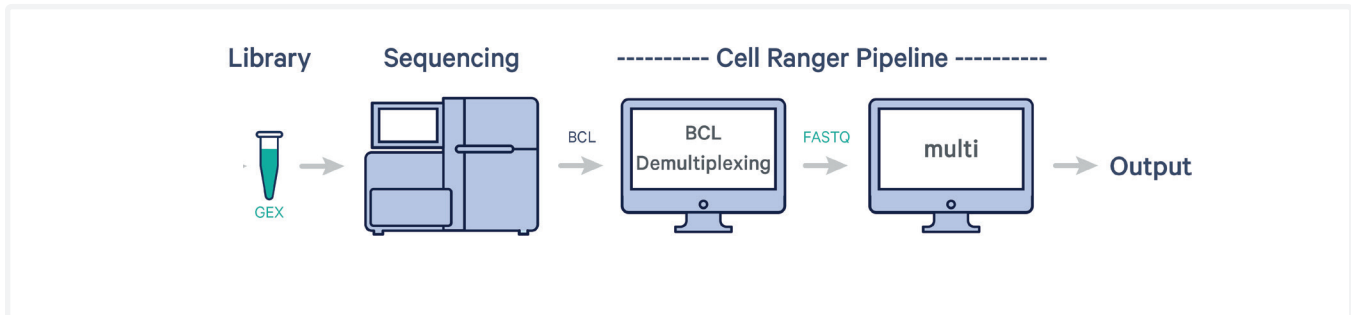 Library
Sequencing
---------- Cell Ranger Pipeline ----------
GEX
BCL
BCL
Demultiplexing
FASTQ
multi
Output